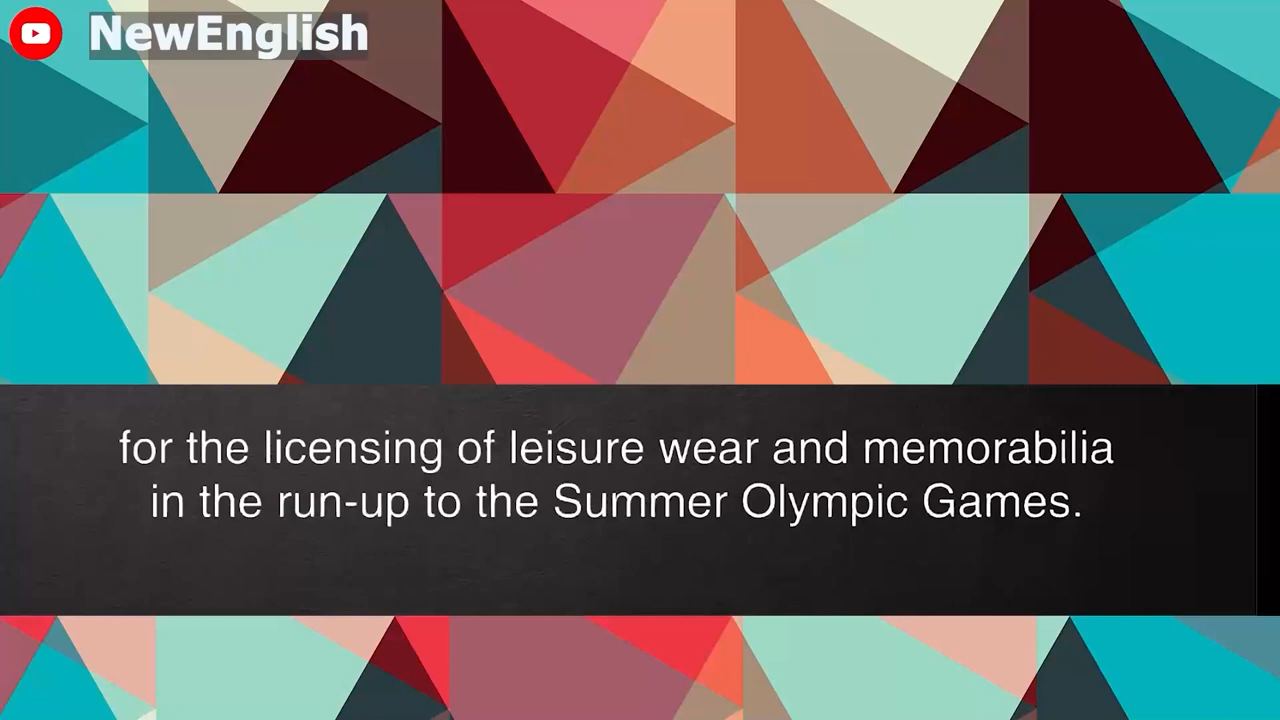 NewEnglish
for the licensing of leisure wear and memorabilia
in the run-up to the Summer Olympic Games.